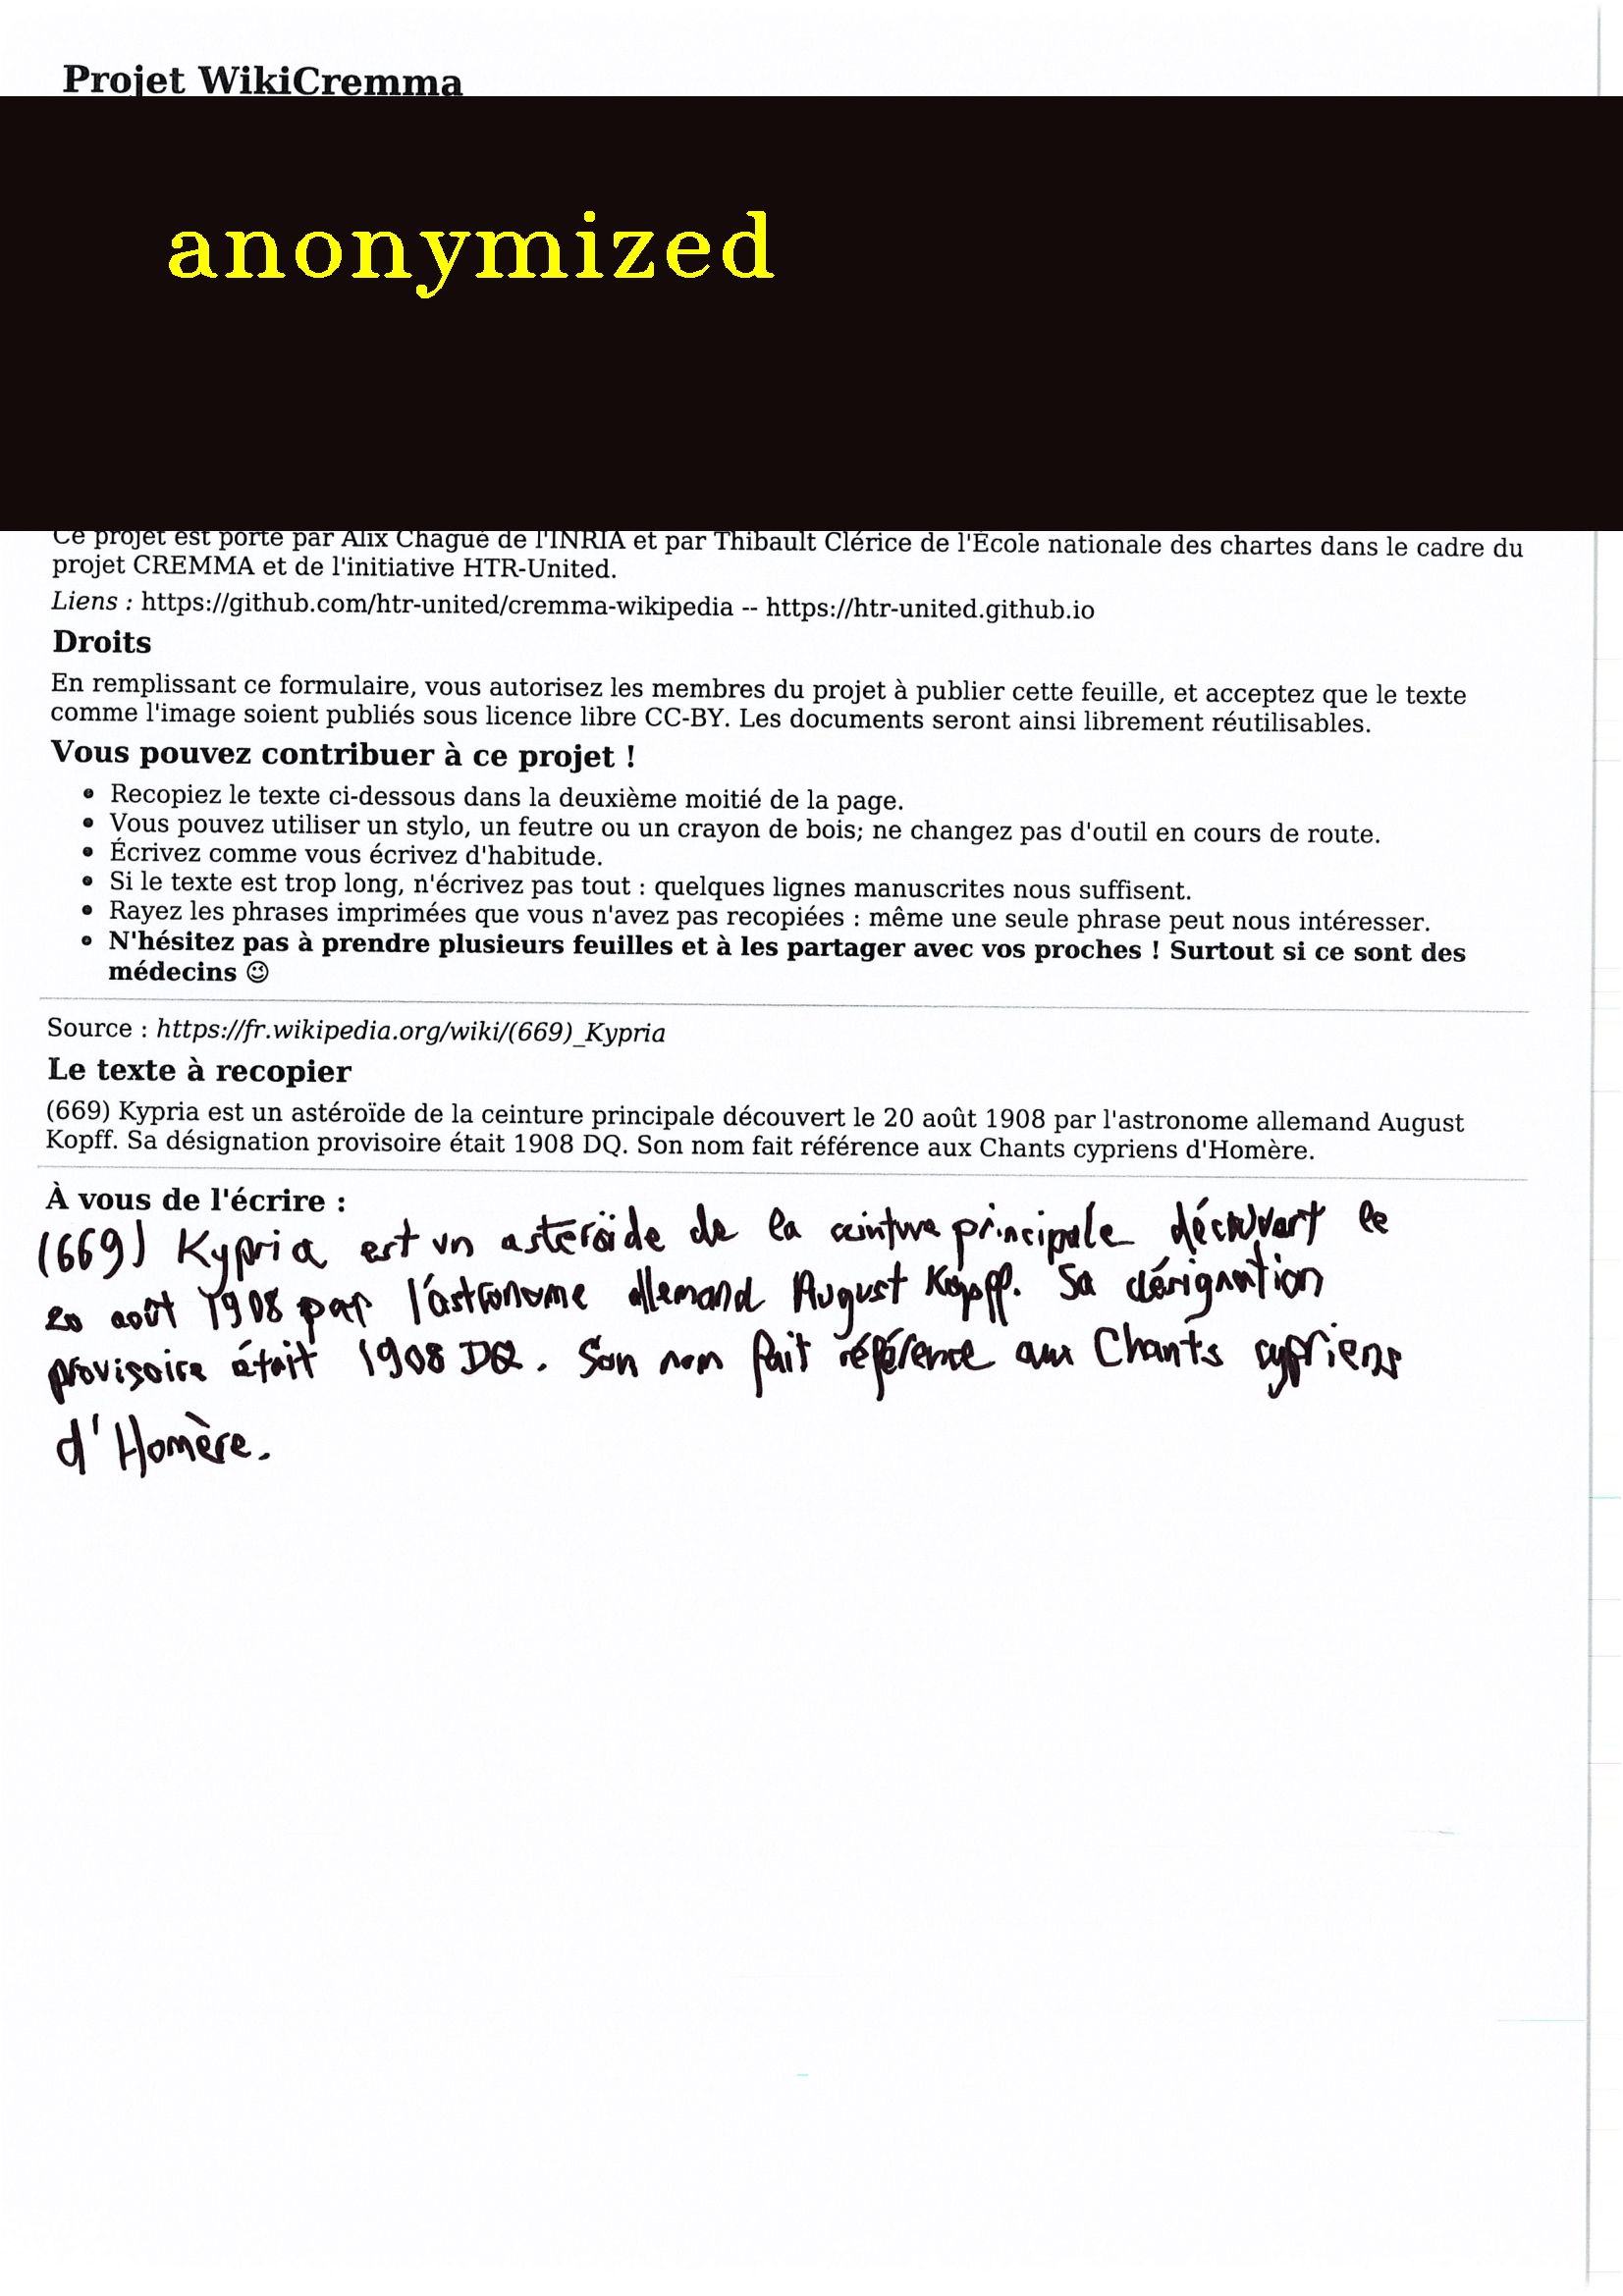 Projet WikiCremma
anonymized
Ce projet est porté par Alix Chagué de l'INRIA et par Thibault Clérice de l'École nationale des chartes dans le cadre du
projet CREMMA et de l'initiative HTR-United.
Liens : https://github.com/htr-united/cremma-wikipedia -- https://htr-united.github.io
Droits
En remplissant ce formulaire, vous autorisez les membres du projet à publier cette feuille, et acceptez que le texte
comme l'image soient publiés sous licence libre CC-BY. Les documents seront ainsi librement réutilisables.
Vous pouvez contribuer à ce projet !
• Recopiez le texte ci-dessous dans la deuxième moitié de la page.
• Vous pouvez utiliser un stylo, un feutre ou un crayon de bois; ne changez pas d'outil en cours de route.
• Écrivez comme vous écrivez d'habitude.
• Si le texte est trop long, n'écrivez pas tout : quelques lignes manuscrites nous suffisent.
• Rayez les phrases imprimées que vous n'avez pas recopiées : même une seule phrase peut nous intéresser.
• N'hésitez pas à prendre plusieurs feuilles et à les partager avec vos proches ! Surtout si ce sont des
médecins 😉
Source : https://fr.wikipedia.org/wiki/(669)_Kypria
Le texte à recopier
(669) Kypria est un astéroïde de la ceinture principale découvert le 20 août 1908 par l'astronome allemand August
Kopff. Sa désignation provisoire était 1908 DQ. Son nom fait référence aux Chants cypriens d'Homère.
À vous de l'écrire :
(669) Kypria est un astéroïde de la ceinture principale découvert le
20 août 1908 par l'astronome allemand August Kopff. Sa désignation
provisoire était 1908 DQ. Son nom fait référence aux Chants cypriens
d'Homère.